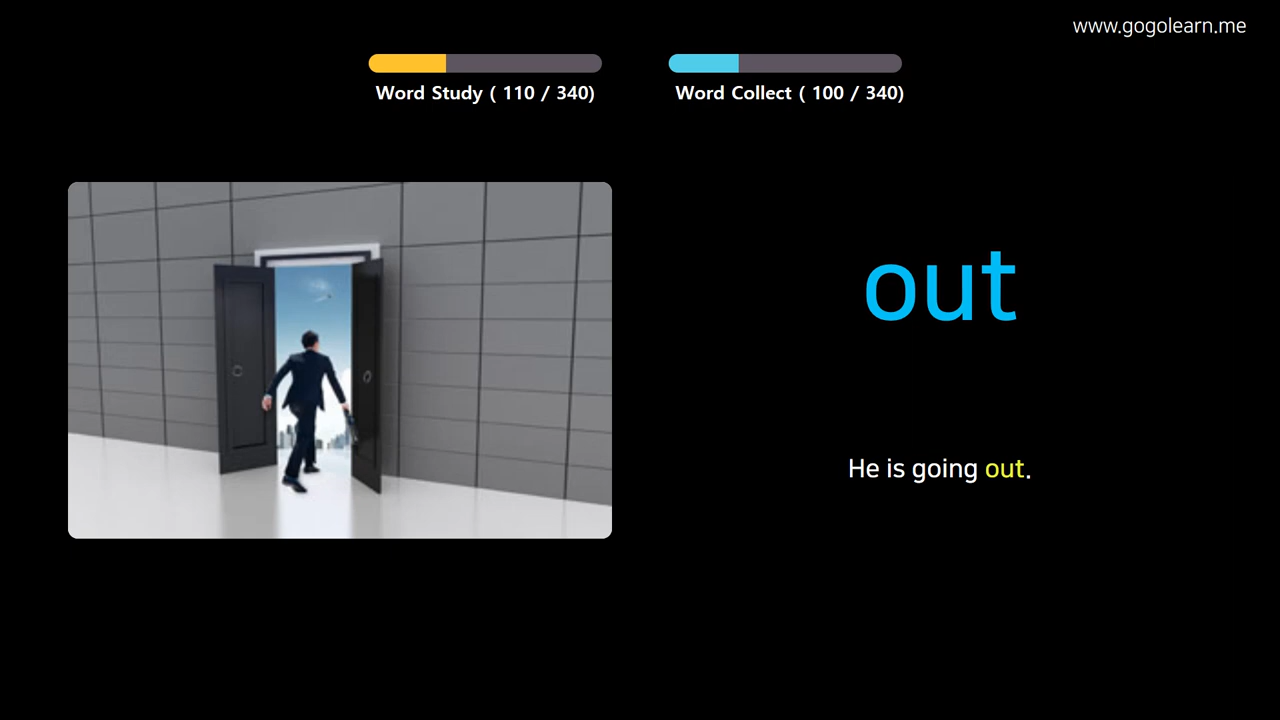 www.gogolearn.me
Word Study ( 110 / 340)
Word Collect ( 100 / 340)
out
He is going out.